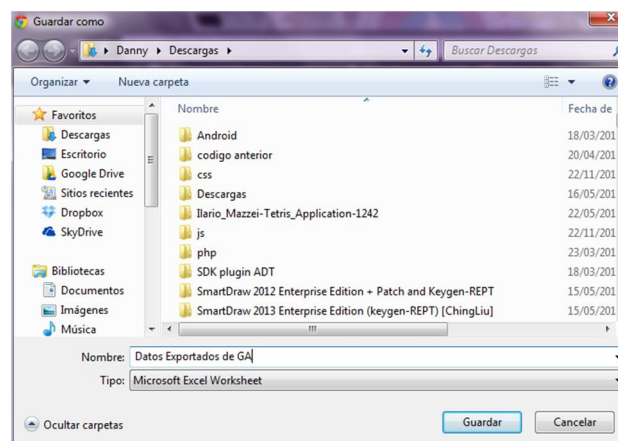 Guardar como
Danny Descargas Buscar Descargas
Organizar Nueva carpeta
Favoritos
Descargas
Escritorio
Google Drive
Sitios recientes
Dropbox
SkyDrive
Bibliotecas
Documentos
Imágenes
Música
Nombre Fecha de
Android 18/03/201
codigo anterior 20/04/201
css 22/11/201
Descargas 16/05/201
Ilario_Mazzei-Tetris_Application-1242 22/05/201
js 22/11/201
php 23/03/201
SDK plugin ADT 18/03/201
SmartDraw 2012 Enterprise Edition + Patch and Keygen-REPT 15/05/201
SmartDraw 2013 Enterprise Edition (keygen-REPT) [ChingLiu] 15/05/201
Nombre: Datos Exportados de GA
Tipo: Microsoft Excel Worksheet
Ocultar carpetas Guardar Cancelar